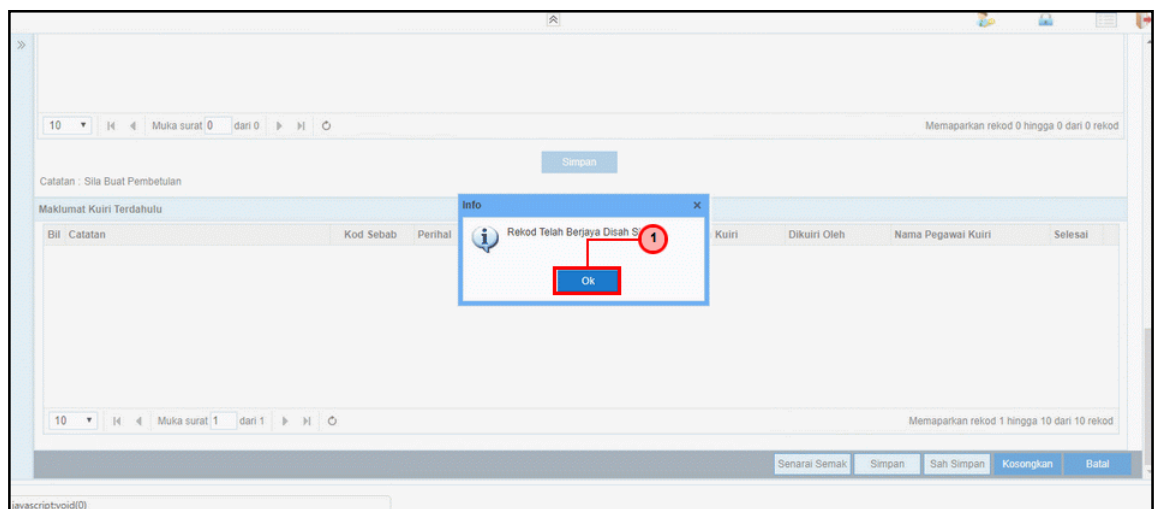 10 Muka surat 0 dari 0 Memaparkan rekod 0 hingga 0 dari 0 rekod
Simpan
Catatan : Sila Buat Pembetulan
Maklumat Kuiri Terdahulu
Info
Bil Catatan Kod Sebab Perihal Kuiri Dikuiri Oleh Nama Pegawai Kuiri Selesai
Rekod Telah Berjaya Disah
1
Ok
10 Muka surat 1 dari 1 Memaparkan rekod 1 hingga 10 dari 10 rekod
Senarai Semak Simpan Sah Simpan Kosongkan Batal
javascript:void(0)